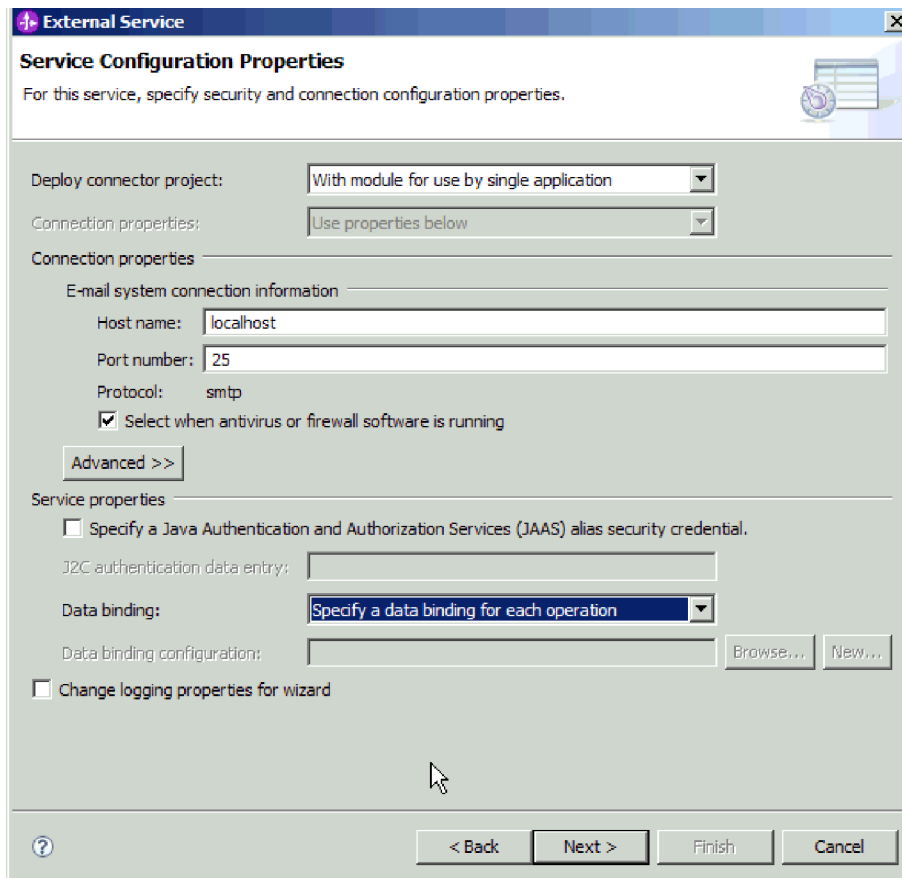 External Service
Service Configuration Properties
For this service, specify security and connection configuration properties.
Deploy connector project: With module for use by single application
Connection properties: Use properties below
Connection properties
E-mail system connection information
Host name: localhost
Port number: 25
Protocol: smtp
Select when antivirus or firewall software is running
Advanced >>
Service properties
Specify a Java Authentication and Authorization Services (JAAS) alias security credential.
J2C authentication data entry:
Data binding: Specify a data binding for each operation
Data binding configuration: Browse... New...
Change logging properties for wizard
? < Back Next > Finish Cancel